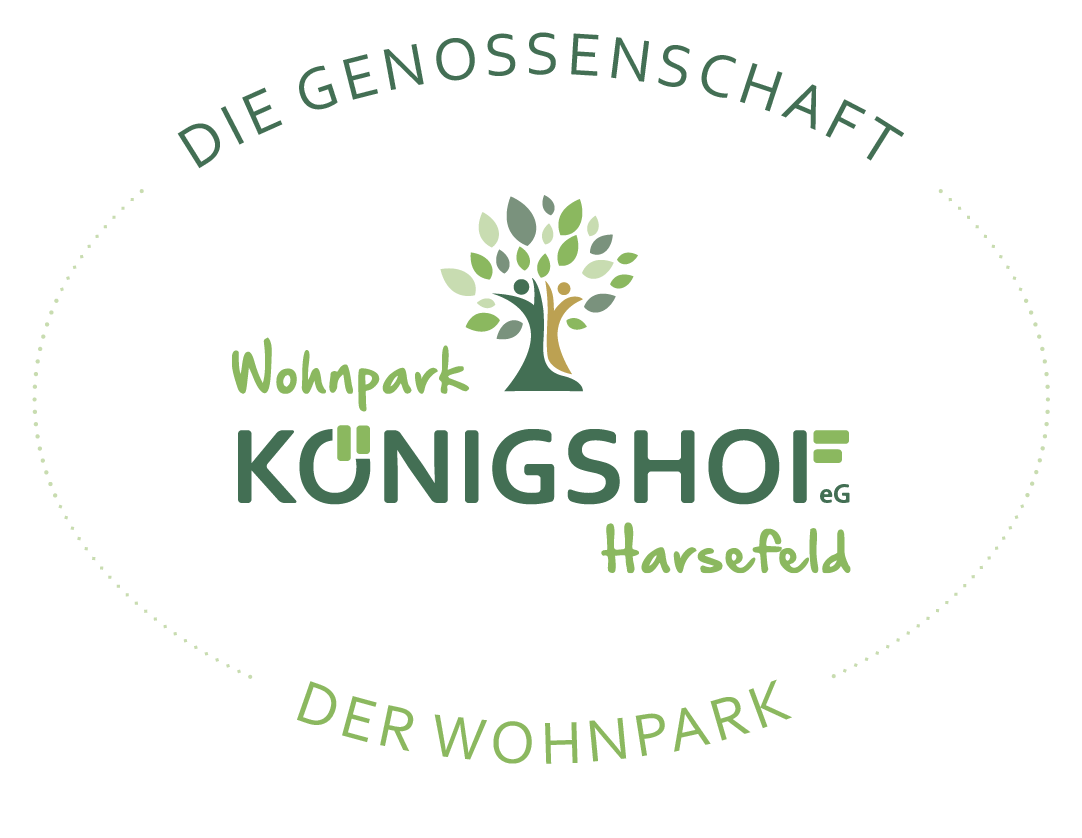 DIE GENOSSENSCHAFT
Wohnpark
KÖNIGSHOF eG
Harsefeld
DER WOHNPARK